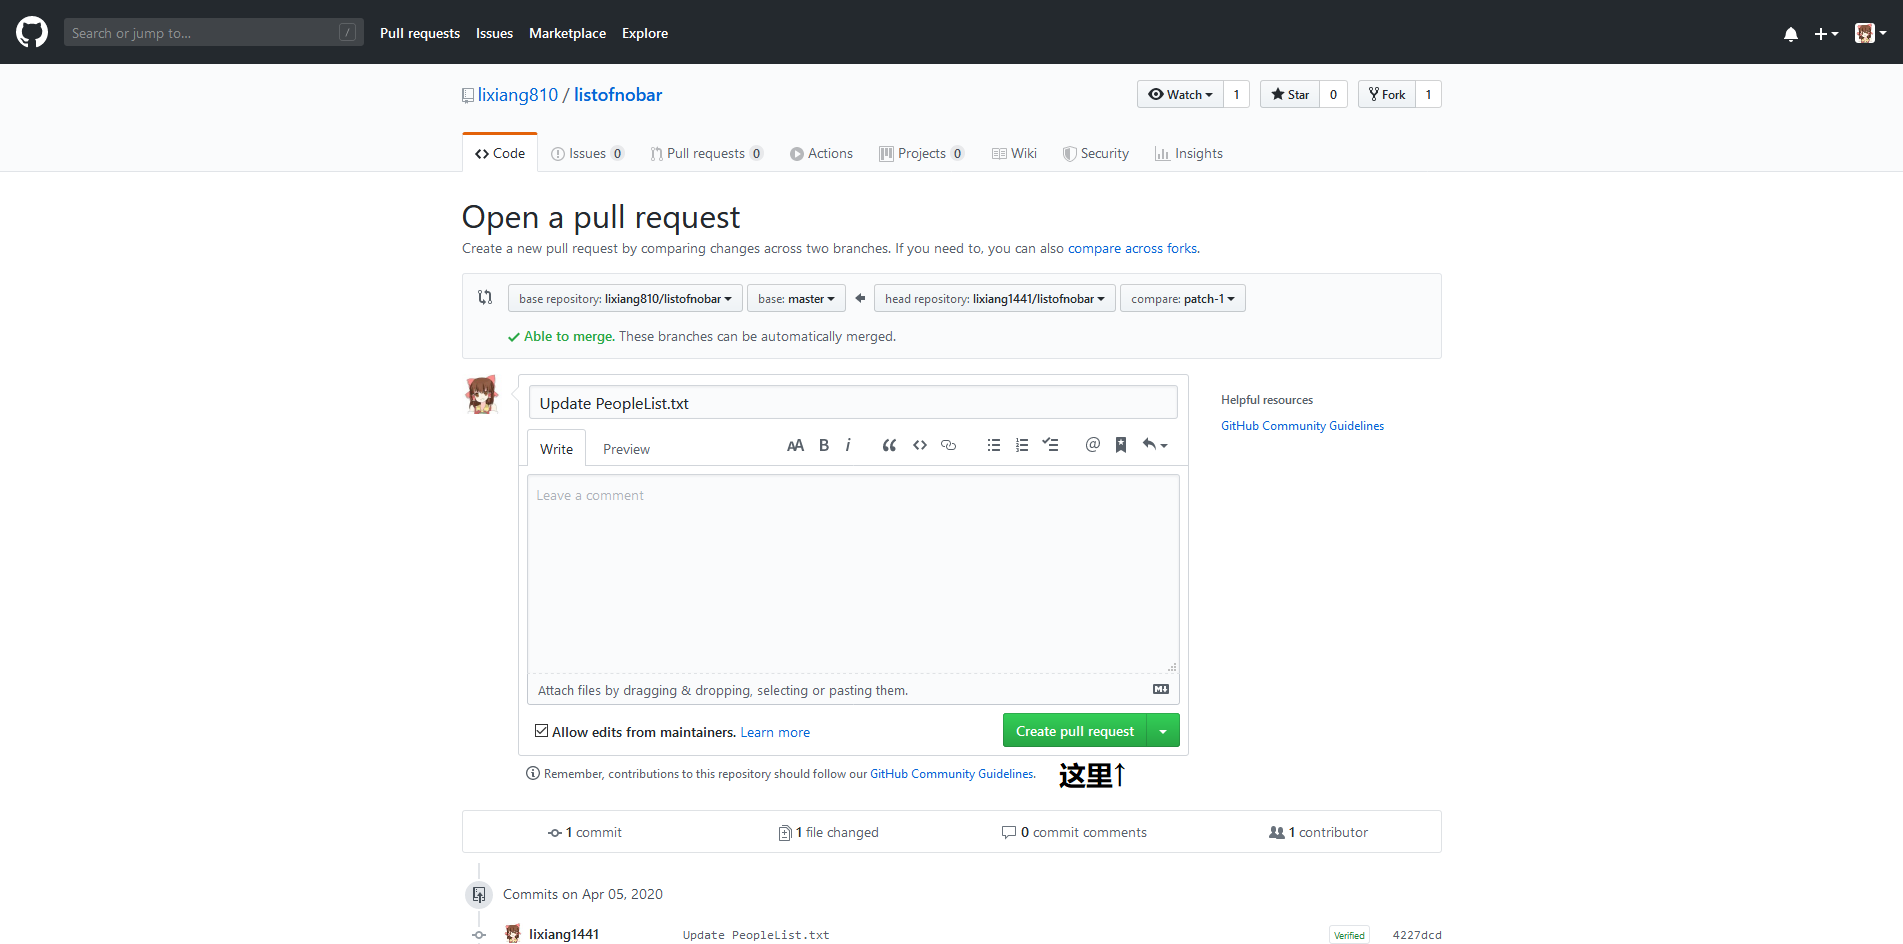 Search or jump to... / Pull requests Issues Marketplace Explore
lixiang810 / listofnobar Watch 1 Star 0 Fork 1
Code Issues 0 Pull requests 0 Actions Projects 0 Wiki Security Insights
Open a pull request
Create a new pull request by comparing changes across two branches. If you need to, you can also compare across forks.
base repository: lixiang810/listofnobar base: master head repository: lixiang1441/listofnobar compare: patch-1
Able to merge. These branches can be automatically merged.
Update PeopleList.txt
Helpful resources
GitHub Community Guidelines
Write Preview AA B i
Leave a comment
Attach files by dragging & dropping, selecting or pasting them.
Allow edits from maintainers. Learn more Create pull request
Remember, contributions to this repository should follow our GitHub Community Guidelines.
这里↑
1 commit 1 file changed 0 commit comments 1 contributor
Commits on Apr 05, 2020
lixiang1441 Update PeopleList.txt Verified 4227dcd